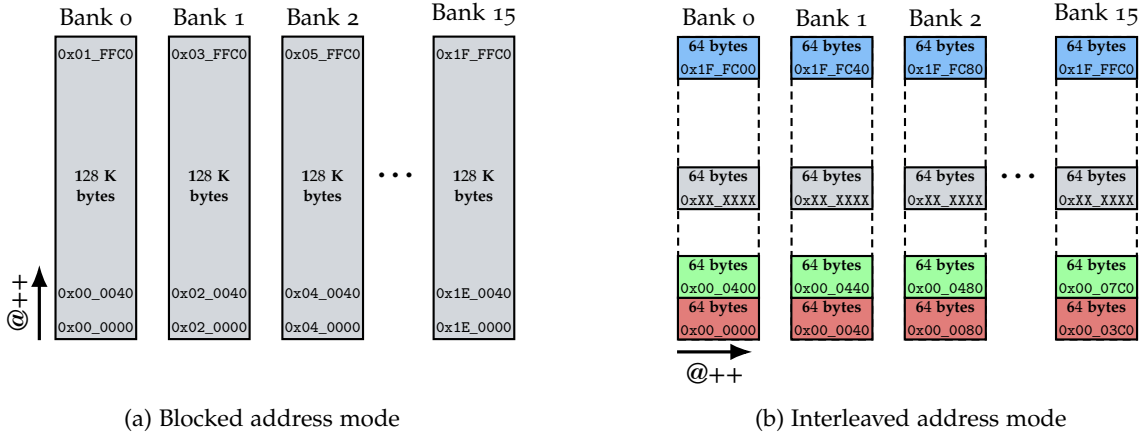 Bank 0 Bank 1 Bank 2 Bank 15
0x01_FFC0 0x03_FFC0 0x05_FFC0 0x1F_FFC0
128 K 128 K 128 K 128 K
bytes bytes bytes bytes
...
0x00_0040 0x02_0040 0x04_0040 0x1E_0040
0x00_0000 0x02_0000 0x04_0000 0x1E_0000
@++
(a) Blocked address mode
Bank 0 Bank 1 Bank 2 Bank 15
64 bytes 64 bytes 64 bytes 64 bytes
0x1F_FC00 0x1F_FC40 0x1F_FC80 0x1F_FFC0
64 bytes 64 bytes 64 bytes 64 bytes
...
0xXX_XXXX 0xXX_XXXX 0xXX_XXXX 0xXX_XXXX
64 bytes 64 bytes 64 bytes 64 bytes
0x00_0400 0x00_0440 0x00_0480 0x00_07C0
64 bytes 64 bytes 64 bytes 64 bytes
0x00_0000 0x00_0040 0x00_0080 0x00_03C0
@++
(b) Interleaved address mode